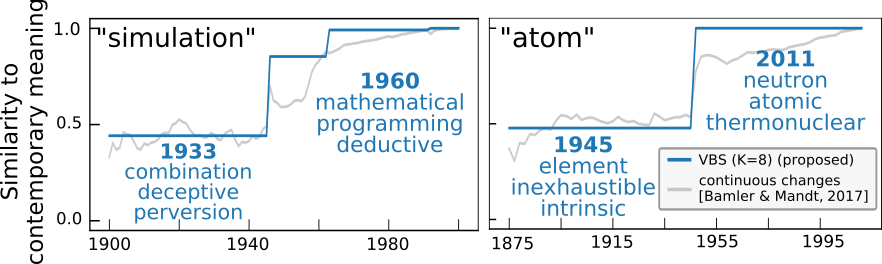 Similarity to
contemporary meaning
1.0
0.5
0.0
"simulation"
1933
combination
deceptive
perversion
1960
mathematical
programming
deductive
1900
1940
1980
"atom"
1945
element
inexhaustible
intrinsic
2011
neutron
atomic
thermonuclear
VBS (K=8) (proposed)
continuous changes
[Bamler & Mandt, 2017]
1875
1915
1955
1995